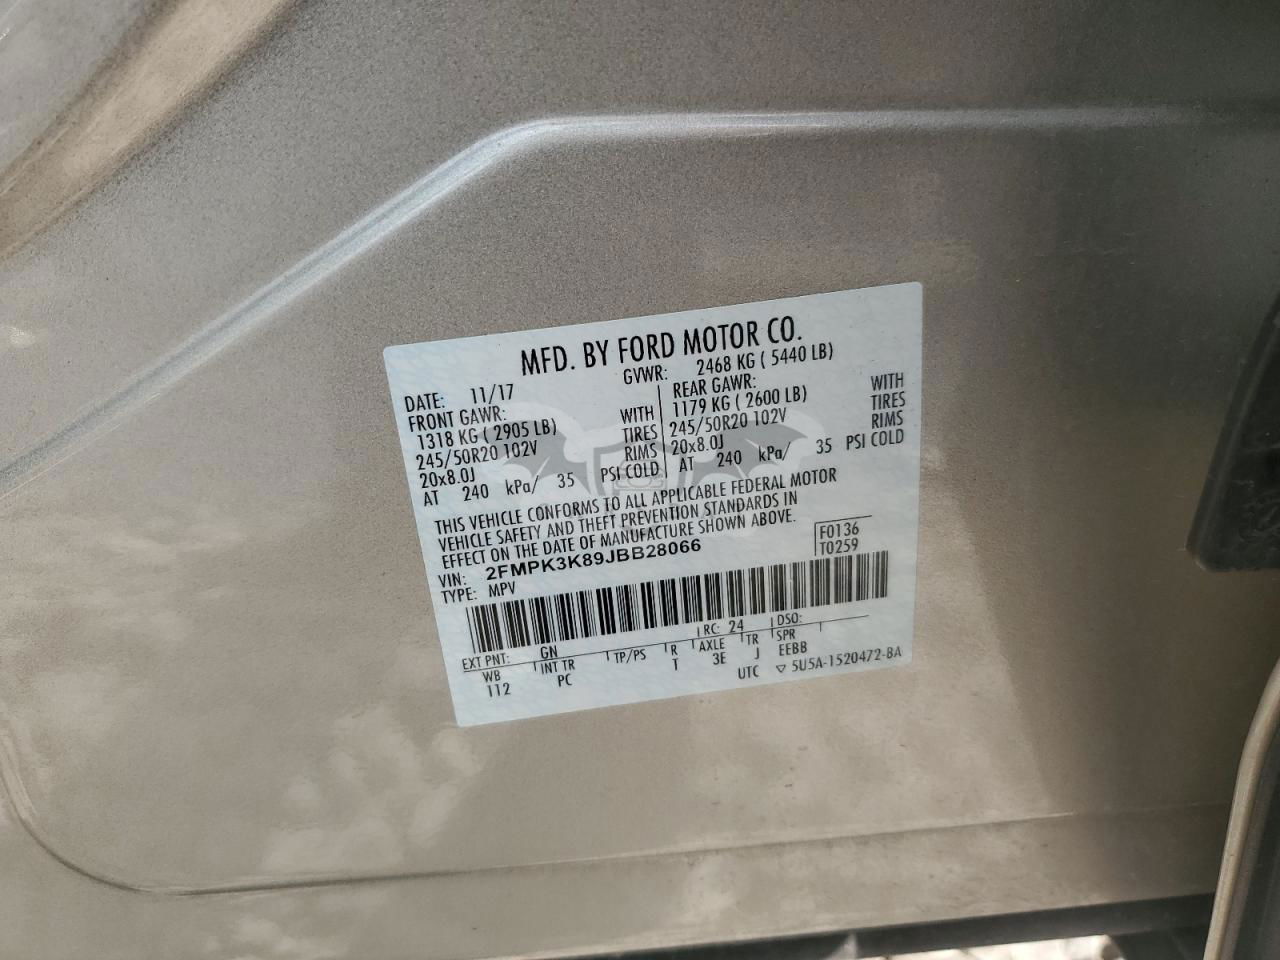 MFD. BY FORD MOTOR CO.
DATE: 11/17 GVWR: 2468 KG ( 5440 LB)
FRONT GAWR: REAR GAWR:
1318 KG ( 2905 LB) WITH 1179 KG ( 2600 LB) WITH
245/50R20 102V TIRES 245/50R20 102V TIRES
20x8.0J RIMS 20x8.0J RIMS
AT 240 kPa/ 35 PSI COLD AT 240 kPa/ 35 PSI COLD
THIS VEHICLE CONFORMS TO ALL APPLICABLE FEDERAL MOTOR
VEHICLE SAFETY AND THEFT PREVENTION STANDARDS IN
EFFECT ON THE DATE OF MANUFACTURE SHOWN ABOVE.
VIN: 2FMPK3K89JBB28066 F0136
TYPE: MPV T0259
EXT PNT: GN RC: 24 DSO:
WB INT TR TP/PS R AXLE TR SPR
112 PC T 3E J EEBB
UTC ▽ 5U5A-1520472-BA